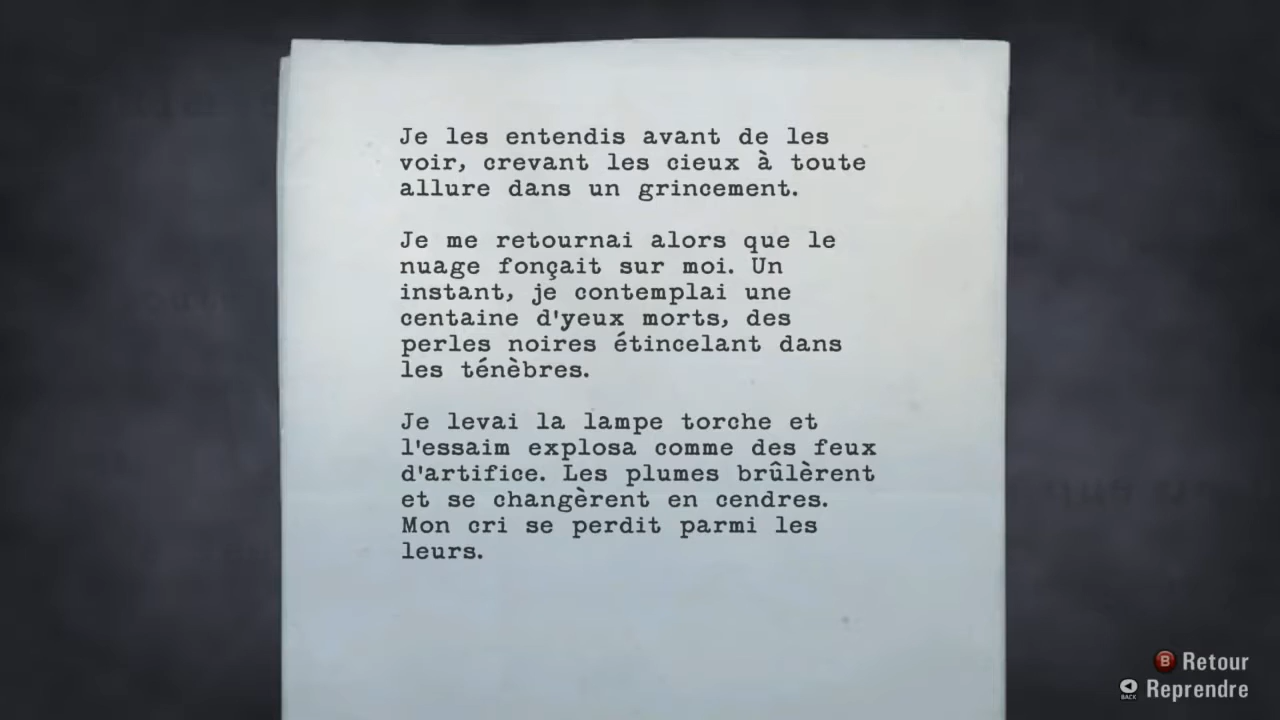 Je les entendis avant de les
voir, crevant les cieux à toute
allure dans un grincement.
Je me retournai alors que le
nuage fonçait sur moi. Un
instant, je contemplai une
centaine d'yeux morts, des
perles noires étincelant dans
les ténèbres.
Je levai la lampe torche et
l'essaim explosa comme des feux
d'artifice. Les plumes brûlèrent
et se changèrent en cendres.
Mon cri se perdit parmi les
leurs.
B Retour
BACK Reprendre